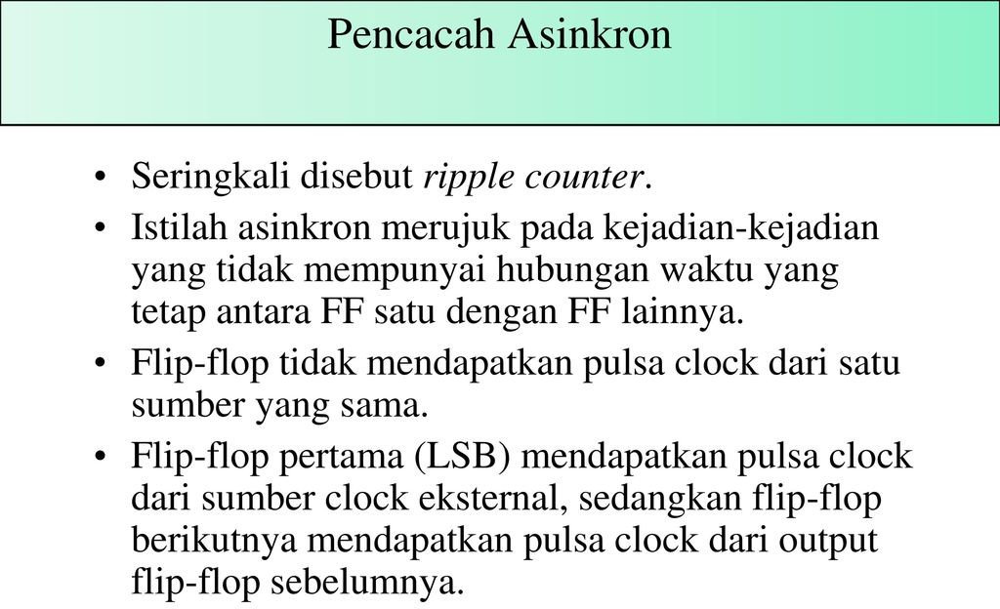 Pencacah Asinkron
• Seringkali disebut ripple counter.
• Istilah asinkron merujuk pada kejadian-kejadian
yang tidak mempunyai hubungan waktu yang
tetap antara FF satu dengan FF lainnya.
• Flip-flop tidak mendapatkan pulsa clock dari satu
sumber yang sama.
• Flip-flop pertama (LSB) mendapatkan pulsa clock
dari sumber clock eksternal, sedangkan flip-flop
berikutnya mendapatkan pulsa clock dari output
flip-flop sebelumnya.